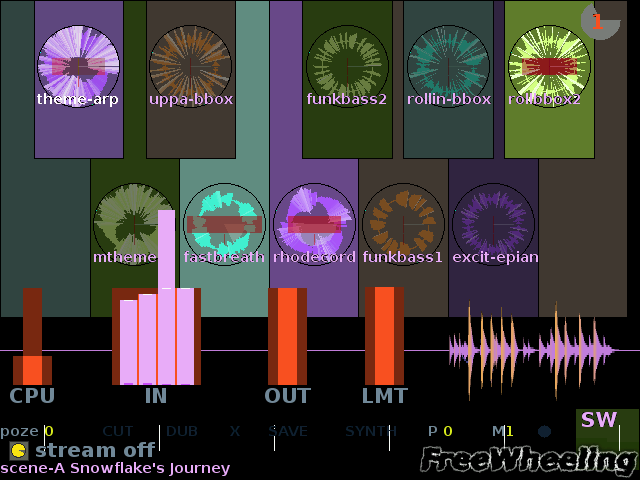 1
theme-arp uppa-bbox funkbass2 rollin-bbox rollbbox2
mtheme fastbreath rhodecord funkbass1 excit-epian
CPU IN OUT LMT
poze 0 CUT DUB X SAVE SYNTH P 0 M1 SW
stream off
scene-A Snowflake's Journey
FreeWheeling